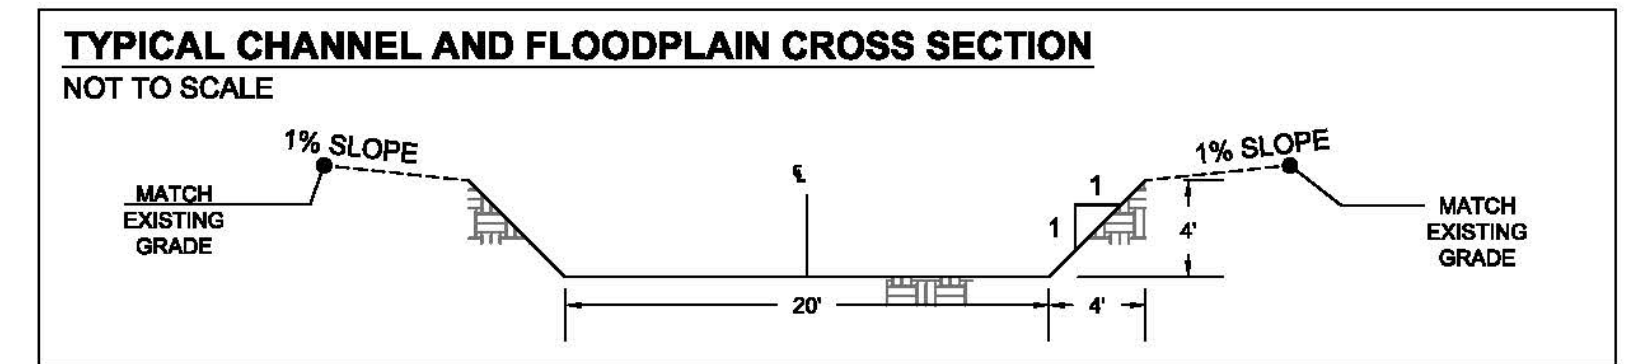 TYPICAL CHANNEL AND FLOODPLAIN CROSS SECTION
NOT TO SCALE
1% SLOPE
MATCH
EXISTING
GRADE
℄
1
1
4'
1% SLOPE
MATCH
EXISTING
GRADE
20'
4'